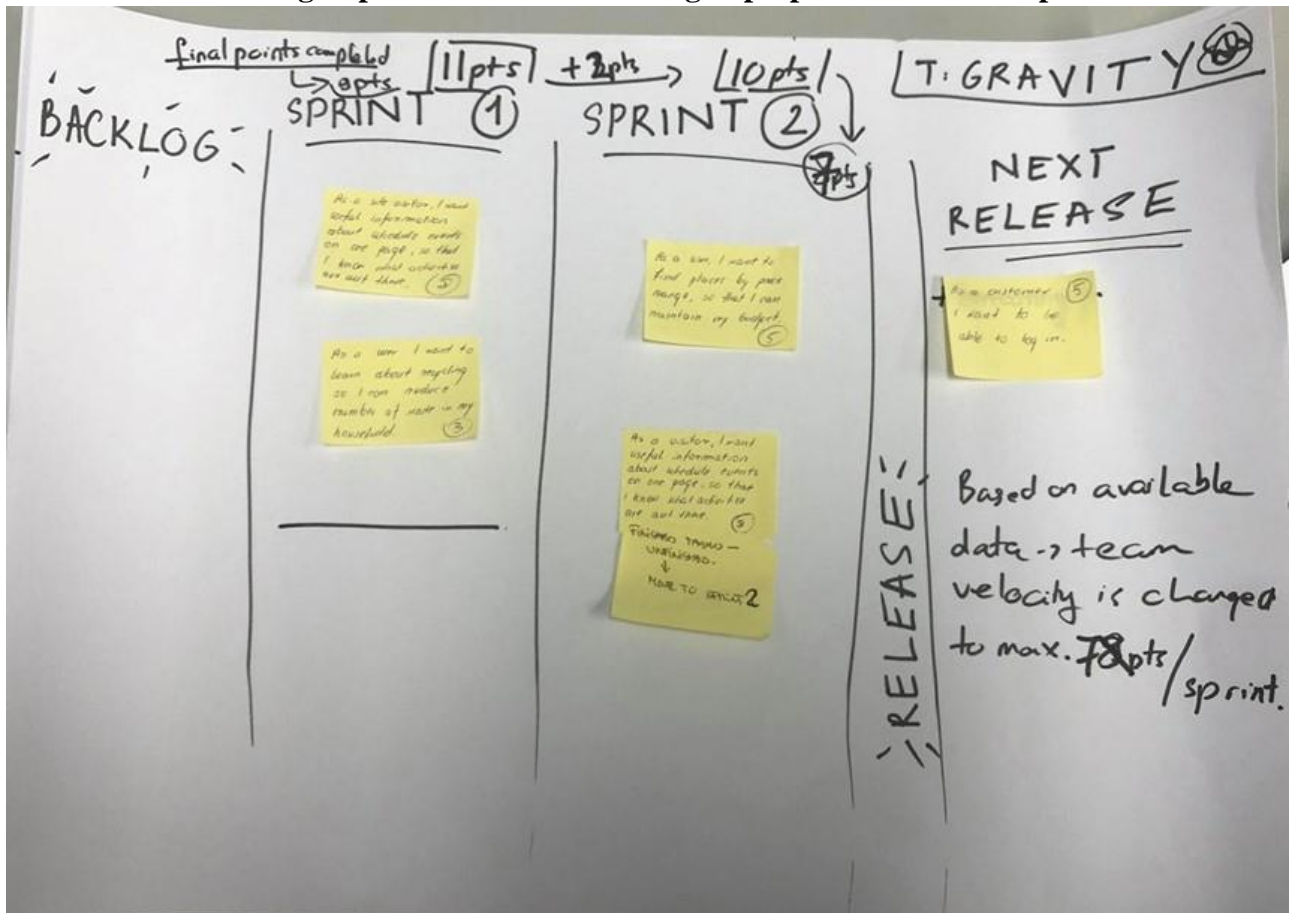 final points completed
↳ 8pts
11pts
+2pts →
10pts
7pts
T: GRAVITY
BACKLOG
SPRINT 1
As a site visitor, I want
useful information
about schedule events
on one page, so that
I know what activities
are out there.
As a user I want to
learn about recycling
so I can reduce
number of waste in my
household. 3
SPRINT 2
As a user, I want to
find places by price
range, so that I can
maintain my budget.
5
As a visitor, I want
useful information
about schedule events
on one page, so that
I know what activities
are out there.
UNFINISHED.
↓
MOVE TO SPRINT 2
RELEASE
NEXT
RELEASE
As a customer 5
I want to be
able to log in.
Based on available
data → team
velocity is changed
to max. pts/
sprint.